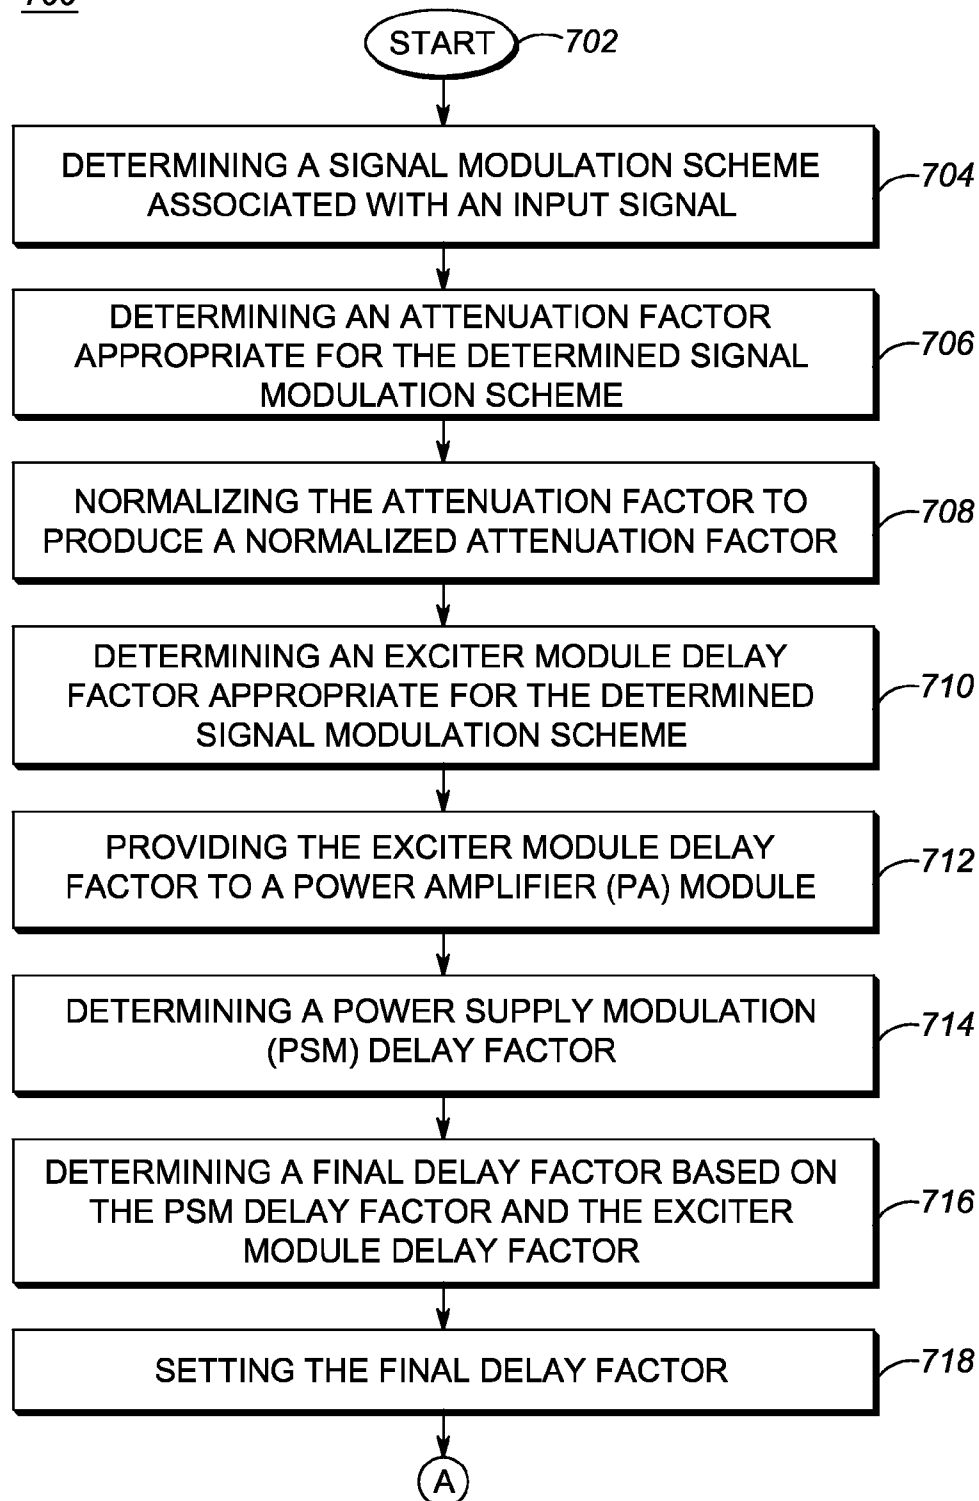 START
702
DETERMINING A SIGNAL MODULATION SCHEME
ASSOCIATED WITH AN INPUT SIGNAL
704
DETERMINING AN ATTENUATION FACTOR
APPROPRIATE FOR THE DETERMINED SIGNAL
MODULATION SCHEME
706
NORMALIZING THE ATTENUATION FACTOR TO
PRODUCE A NORMALIZED ATTENUATION FACTOR
708
DETERMINING AN EXCITER MODULE DELAY
FACTOR APPROPRIATE FOR THE DETERMINED
SIGNAL MODULATION SCHEME
710
PROVIDING THE EXCITER MODULE DELAY
FACTOR TO A POWER AMPLIFIER (PA) MODULE
712
DETERMINING A POWER SUPPLY MODULATION
(PSM) DELAY FACTOR
714
DETERMINING A FINAL DELAY FACTOR BASED ON
THE PSM DELAY FACTOR AND THE EXCITER
MODULE DELAY FACTOR
716
SETTING THE FINAL DELAY FACTOR
718
A